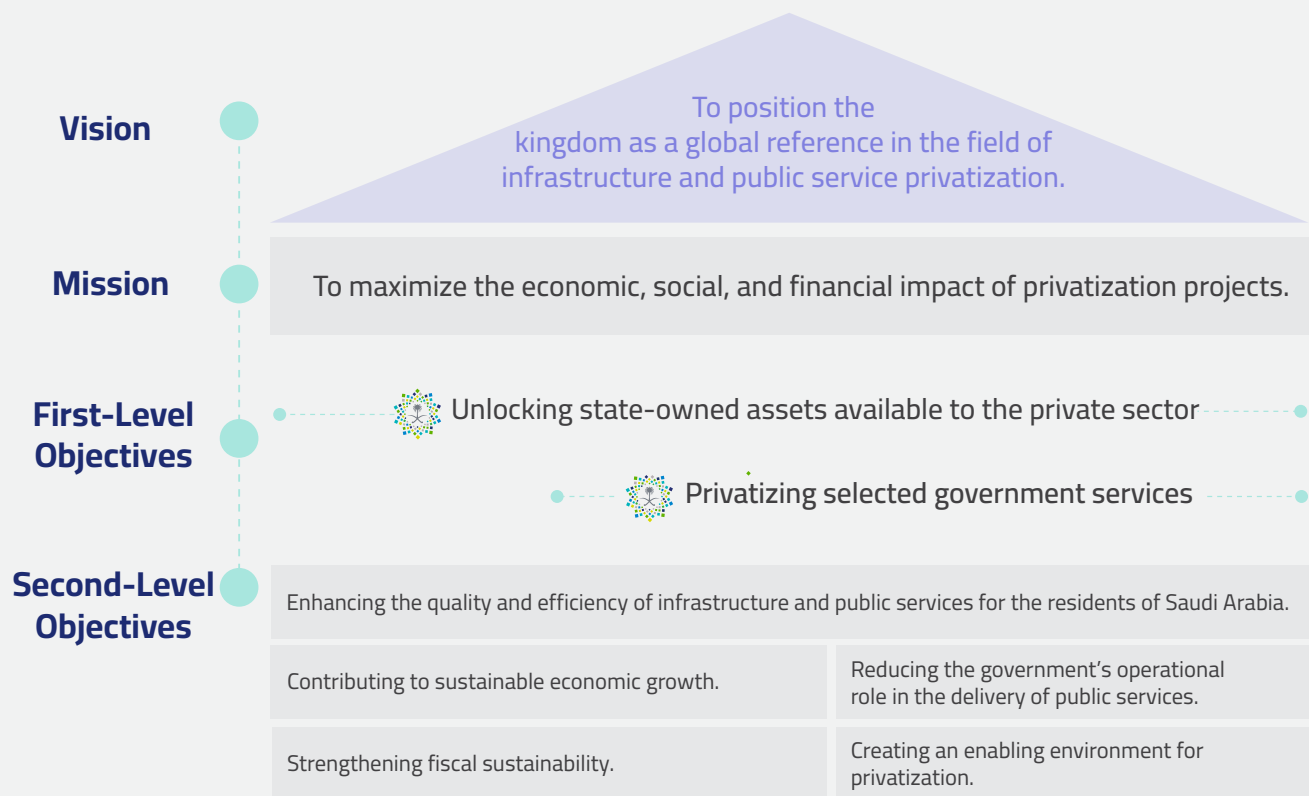 Vision
To position the
kingdom as a global reference in the field of
infrastructure and public service privatization.
Mission
To maximize the economic, social, and financial impact of privatization projects.
First-Level
Objectives
Unlocking state-owned assets available to the private sector
Privatizing selected government services
Second-Level
Objectives
Enhancing the quality and efficiency of infrastructure and public services for the residents of Saudi Arabia.
Contributing to sustainable economic growth.
Reducing the government’s operational
role in the delivery of public services.
Strengthening fiscal sustainability.
Creating an enabling environment for
privatization.